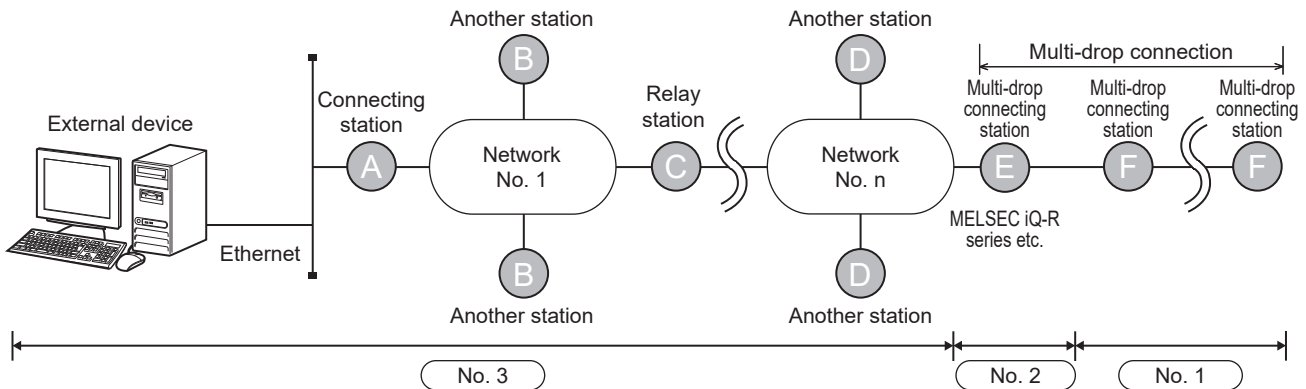 Another station
Another station
Multi-drop connection
Connecting
station
Relay
station
Multi-drop
connecting
station
Multi-drop
connecting
station
Multi-drop
connecting
station
External device
B
D
A
Network
No. 1
C
Network
No. n
E
F
F
Ethernet
MELSEC iQ-R
series etc.
B
D
Another station
Another station
No. 3
No. 2
No. 1